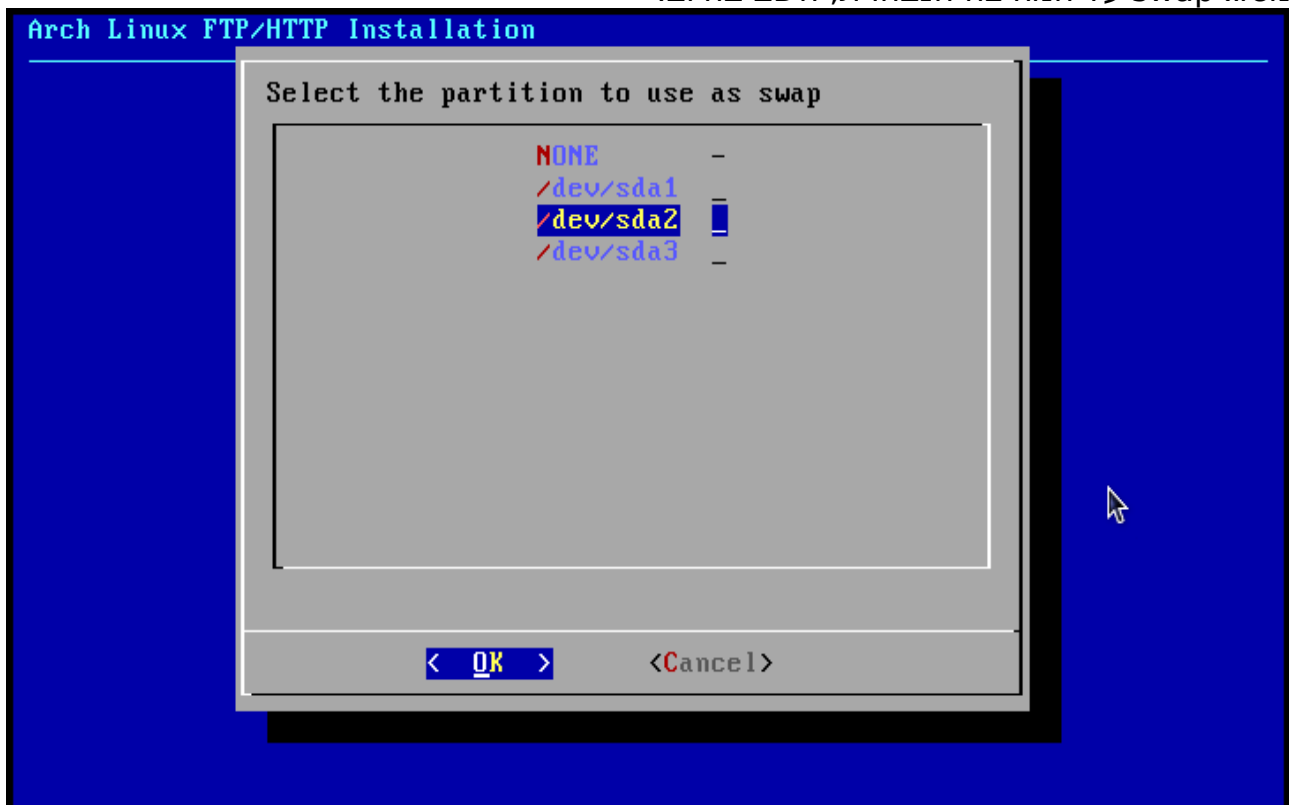 Swap
Arch Linux FTP/HTTP Installation
Select the partition to use as swap
NONE -
/dev/sda1 _
/dev/sda2 _
/dev/sda3 _
< OK > <Cancel>